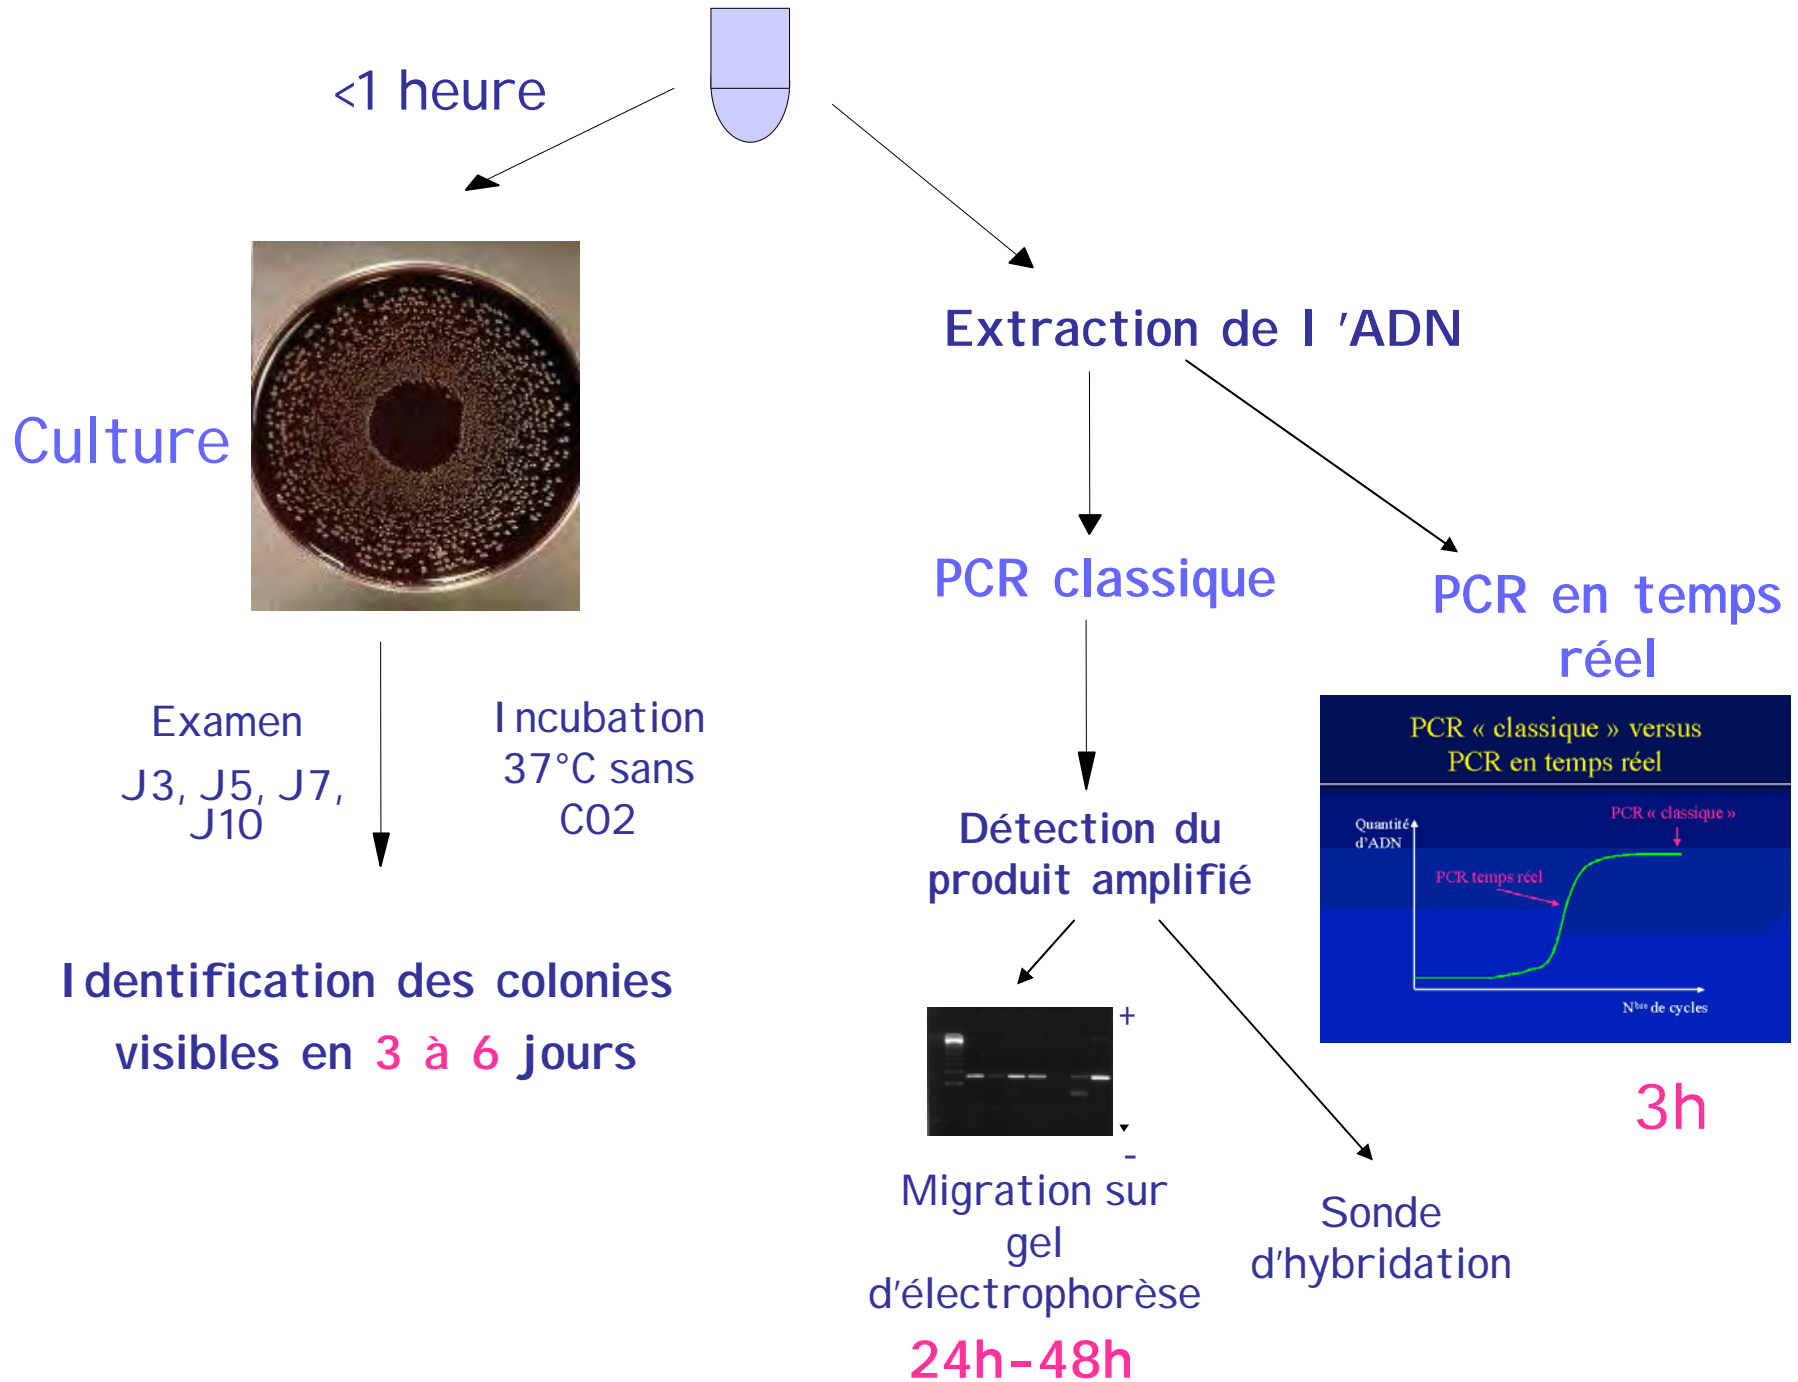 <1 heure
Culture
Examen
J3, J5, J7,
J10
Incubation
37°C sans
CO2
Identification des colonies
visibles en 3 à 6 jours
Extraction de l ’ADN
PCR classique
Détection du
produit amplifié
+
-
Migration sur
gel
d'électrophorèse
24h-48h
Sonde
d'hybridation
PCR en temps
réel
PCR « classique » versus
PCR en temps réel
Quantité
d’ADN
PCR « classique »
PCR temps réel
Nbre de cycles
3h